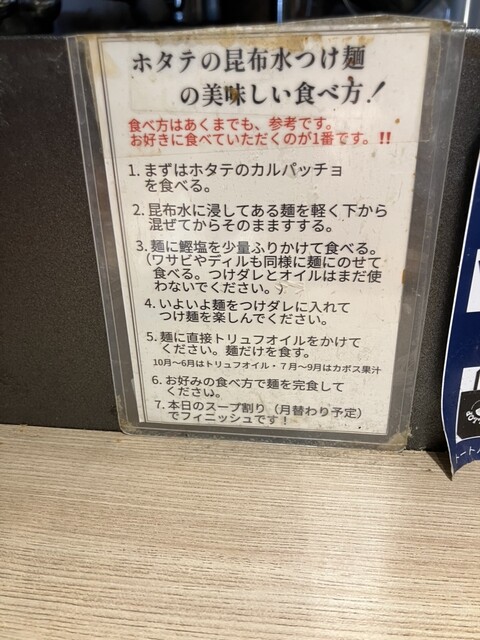 ホタテの昆布水つけ麺
の美味しい食べ方!
食べ方はあくまでも、参考です。
お好きに食べていただくのが1番です。!!
1. まずはホタテのカルパッチョ
を食べる。
2. 昆布水に浸してある麺を軽く下から
混ぜてからそのまますする。
3. 麺に鰹塩を少量ふりかけて食べる。
(ワサビやディルも同様に麺にのせて
食べる。つけダレとオイルはまだ使
わないでください。)
4. いよいよ麺をつけダレに入れて
つけ麺を楽しんでください。
5. 麺に直接トリュフオイルをかけて
ください。麺だけを食す。
10月～6月はトリュフオイル・7月～9月はカボス果汁
6. お好みの食べ方で麺を完食して
ください。
7. 本日のスープ割り(月替わり予定)
でフィニッシュです!